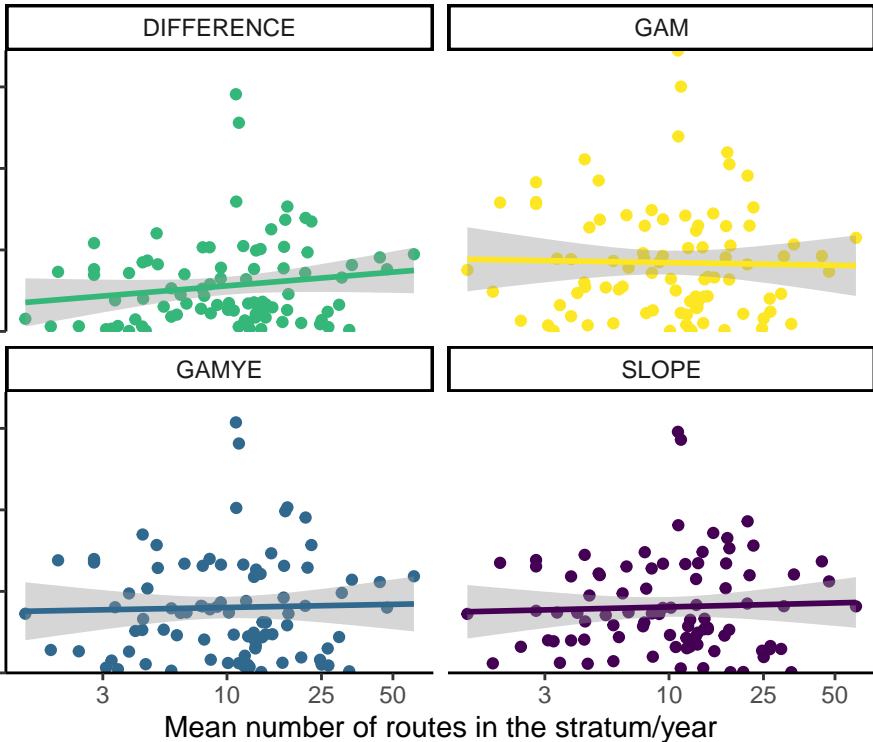 DIFFERENCE GAM
GAMYE SLOPE
3 10 25 50 3 10 25 50
Mean number of routes in the stratum/year